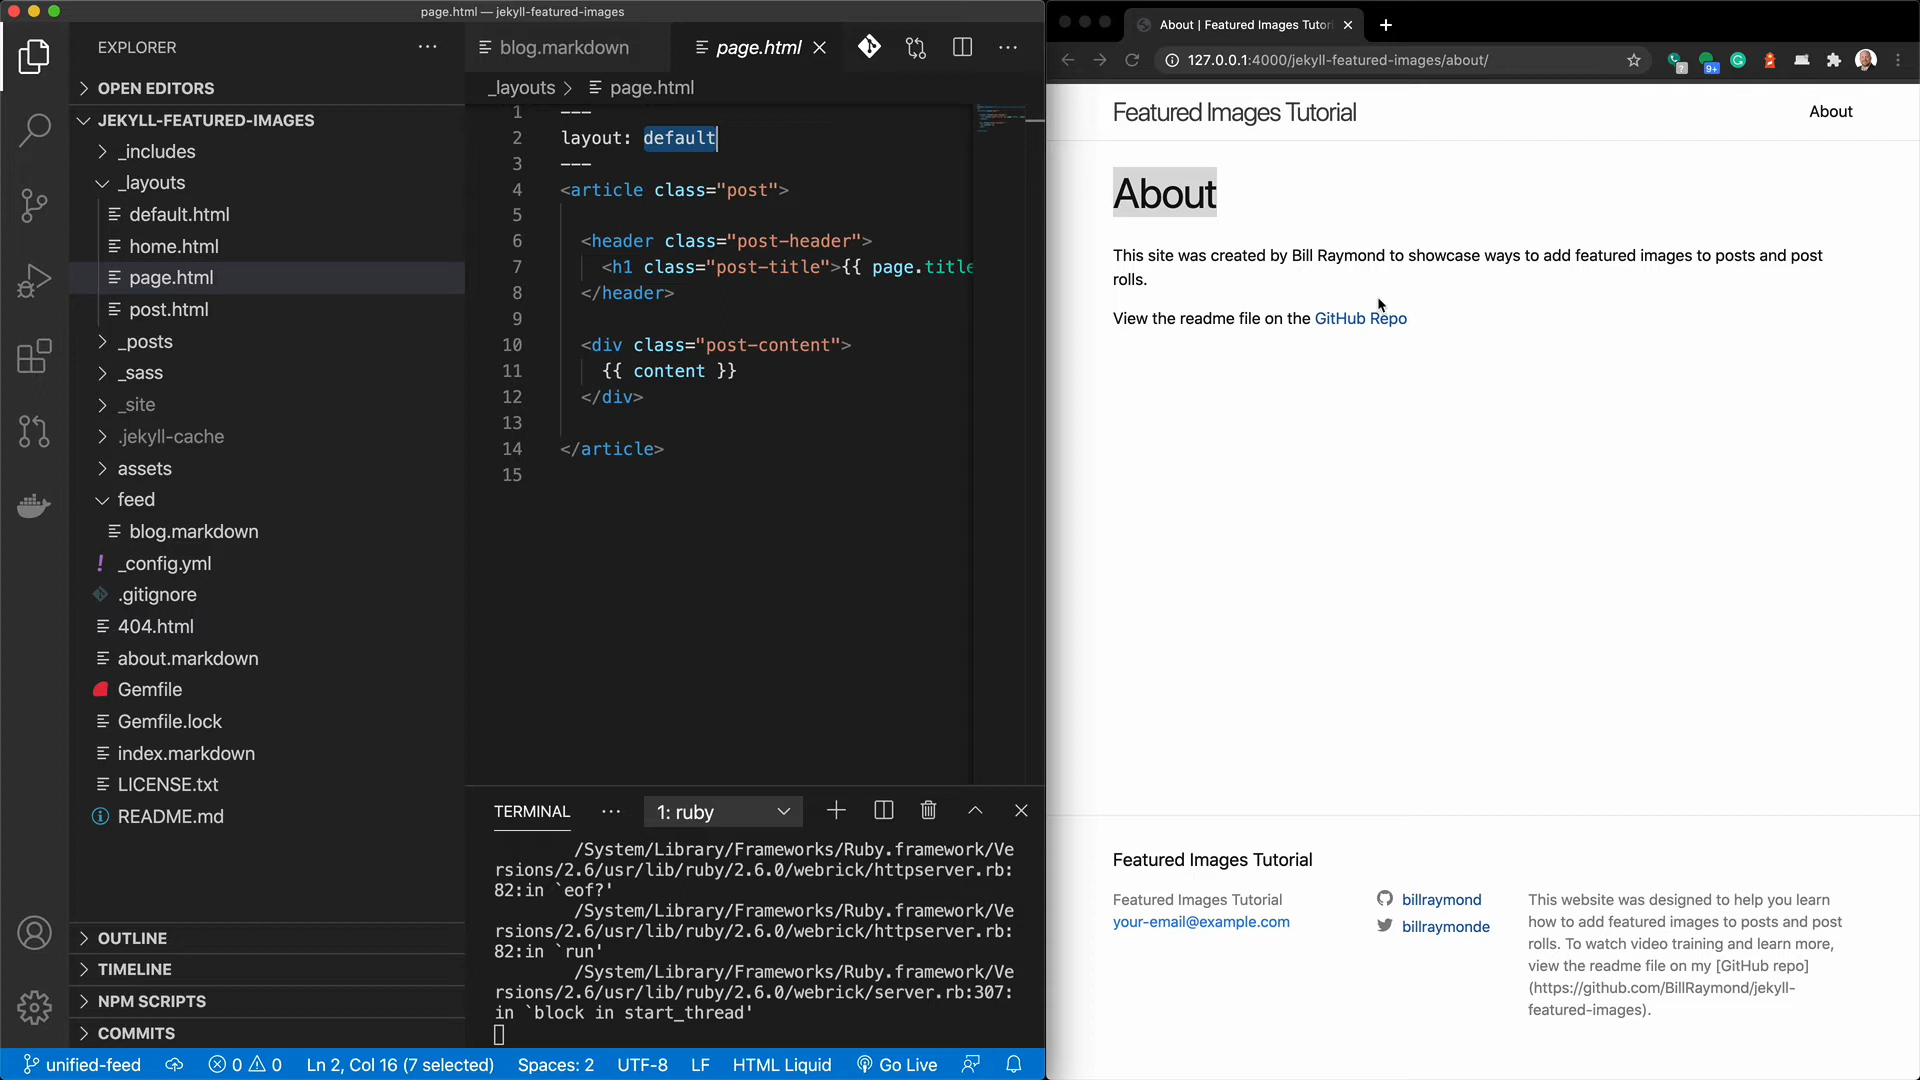 page.html — jekyll-featured-images
EXPLORER
OPEN EDITORS
JEKYLL-FEATURED-IMAGES
_includes
_layouts
default.html
home.html
page.html
post.html
_posts
_sass
_site
.jekyll-cache
assets
feed
blog.markdown
! _config.yml
.gitignore
404.html
about.markdown
Gemfile
Gemfile.lock
index.markdown
LICENSE.txt
README.md
OUTLINE
TIMELINE
NPM SCRIPTS
COMMITS
blog.markdown
page.html
_layouts > page.html
1 ---
2 layout: default
3 ---
4 <article class="post">
5
6 <header class="post-header">
7 <h1 class="post-title">{{ page.title
8 </header>
9
10 <div class="post-content">
11 {{ content }}
12 </div>
13
14 </article>
15
TERMINAL
1: ruby
/System/Library/Frameworks/Ruby.framework/Ve
rsions/2.6/usr/lib/ruby/2.6.0/webrick/httpserver.rb:
82:in `eof?'
/System/Library/Frameworks/Ruby.framework/Ve
rsions/2.6/usr/lib/ruby/2.6.0/webrick/httpserver.rb:
82:in `run'
/System/Library/Frameworks/Ruby.framework/Ve
rsions/2.6/usr/lib/ruby/2.6.0/webrick/server.rb:307:
in `block in start_thread'
unified-feed 0 0 Ln 2, Col 16 (7 selected) Spaces: 2 UTF-8 LF HTML Liquid Go Live
About | Featured Images Tutor
127.0.0.1:4000/jekyll-featured-images/about/
?
9+
Featured Images Tutorial
About
About
This site was created by Bill Raymond to showcase ways to add featured images to posts and post
rolls.
View the readme file on the GitHub Repo
Featured Images Tutorial
Featured Images Tutorial
your-email@example.com
billraymond
billraymonde
This website was designed to help you learn
how to add featured images to posts and post
rolls. To watch video training and learn more,
view the readme file on my [GitHub repo]
(https://github.com/BillRaymond/jekyll-
featured-images).